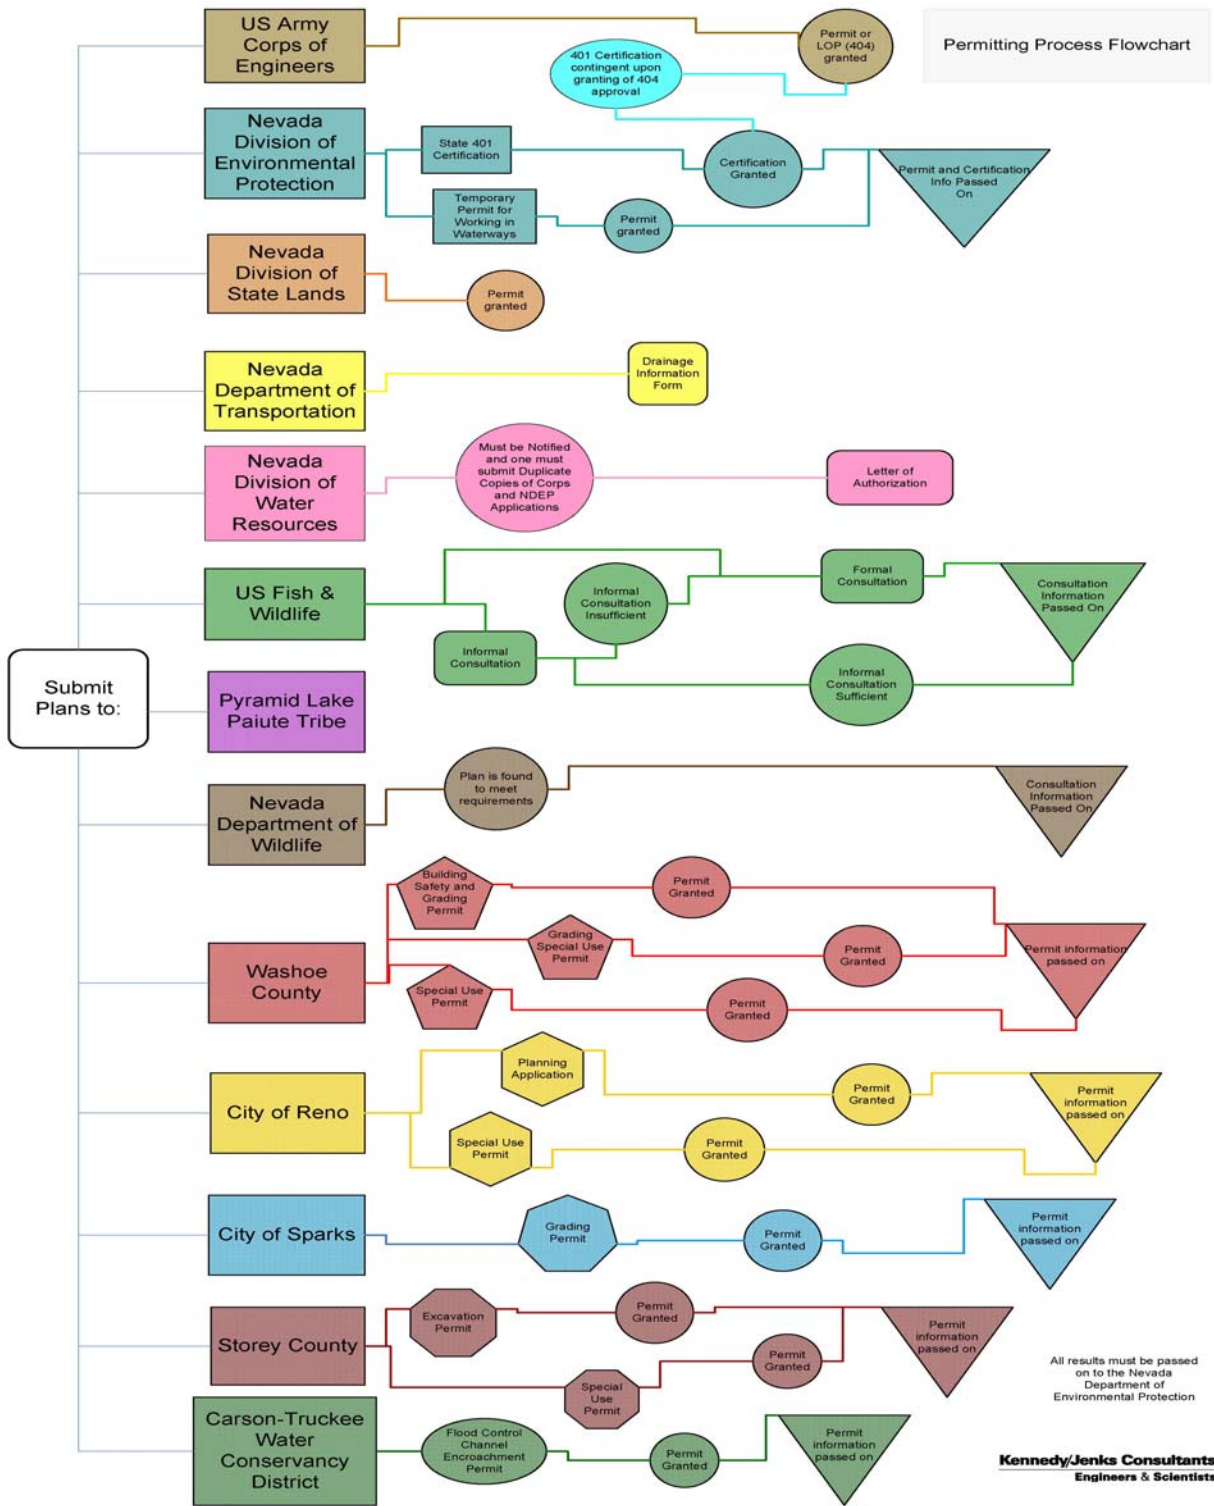 Permitting Process Flowchart
Submit
Plans to:
US Army
Corps of
Engineers
Permit or
LOP (404)
granted
401 Certification
contingent upon
granting of 404
approval
Nevada
Division of
Environmental
Protection
State 401
Certification
Certification
Granted
Temporary
Permit for
Working in
Waterways
Permit
granted
Permit and Certification
Info Passed
On
Nevada
Division of
State Lands
Permit
granted
Nevada
Department of
Transportation
Drainage
Information
Form
Nevada
Division of
Water
Resources
Must be Notified
and one must
submit Duplicate
Copies of Corps
and NDEP
Applications
Letter of
Authorization
US Fish &
Wildlife
Informal
Consultation
Informal
Consultation
Insufficient
Formal
Consultation
Informal
Consultation
Sufficient
Consultation
Information
Passed On
Pyramid Lake
Paiute Tribe
Nevada
Department of
Wildlife
Plan is found
to meet
requirements
Consultation
Information
Passed On
Washoe
County
Building
Safety and
Grading
Permit
Permit
Granted
Grading
Special Use
Permit
Permit
Granted
Special Use
Permit
Permit
Granted
Permit information
passed on
City of Reno
Planning
Application
Permit
Granted
Special Use
Permit
Permit
Granted
Permit
information
passed on
City of Sparks
Grading
Permit
Permit
Granted
Permit
information
passed on
Storey County
Excavation
Permit
Permit
Granted
Special
Use
Permit
Permit
Granted
Permit
information
passed on
Carson-Truckee
Water
Conservancy
District
Flood Control
Channel
Encroachment
Permit
Permit
Granted
Permit
information
passed on
All results must be passed
on to the Nevada
Department of
Environmental Protection
Kennedy/Jenks Consultants
Engineers & Scientists